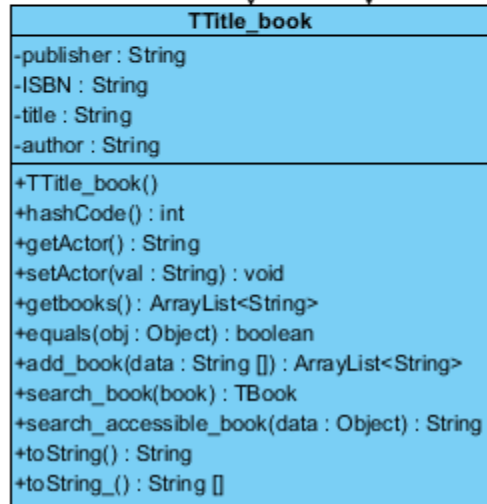 TTitle_book
-publisher : String
-ISBN : String
-title : String
-author : String
+TTitle_book()
+hashCode() : int
+getActor() : String
+setActor(val : String) : void
+getbooks() : ArrayList<String>
+equals(obj : Object) : boolean
+add_book(data : String []) : ArrayList<String>
+search_book(book) : TBook
+search_accessible_book(data : Object) : String
+toString() : String
+toString_() : String []